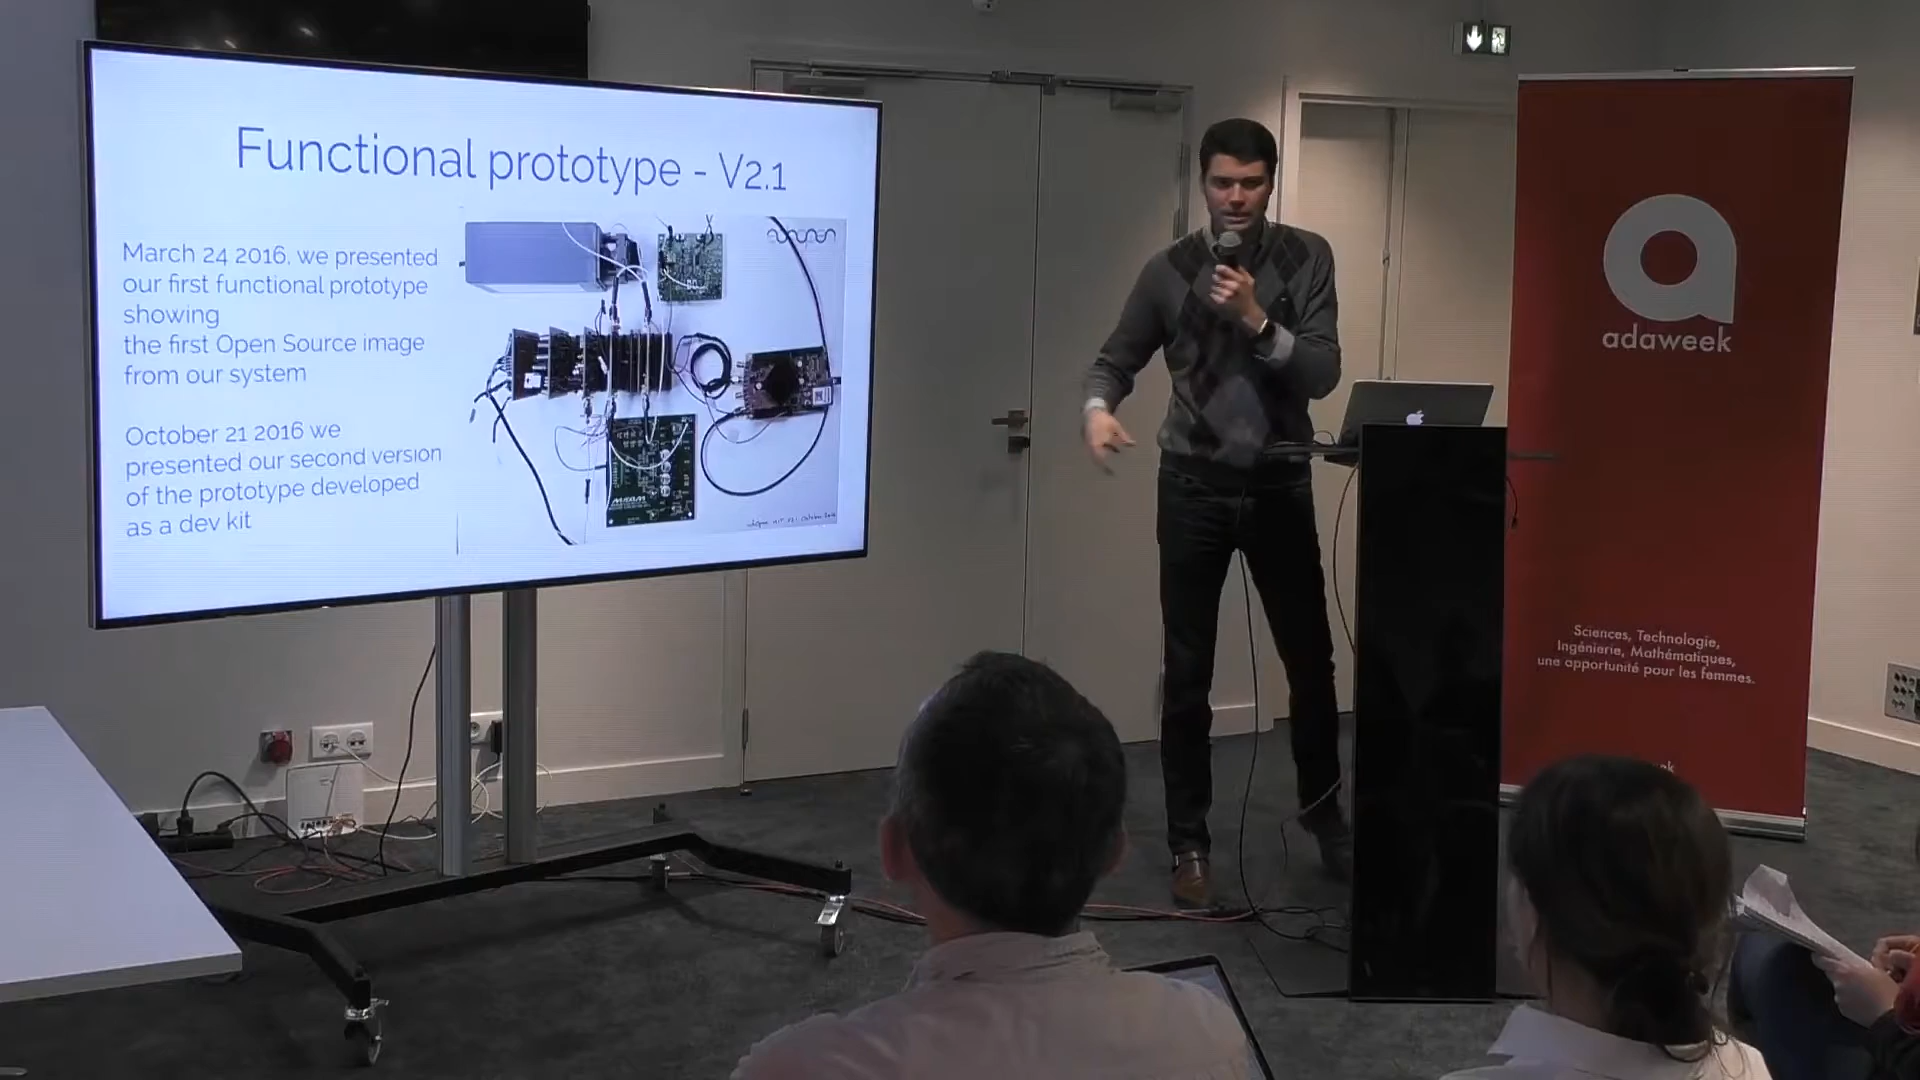 Functional prototype - V2.1
March 24 2016, we presented
our first functional prototype
showing
the first Open Source image
from our system
October 21 2016 we
presented our second version
of the prototype developed
as a dev kit
MAXIM
adaweek
Sciences, Technologie,
Ingénierie, Mathématiques,
une opportunité pour les femmes.